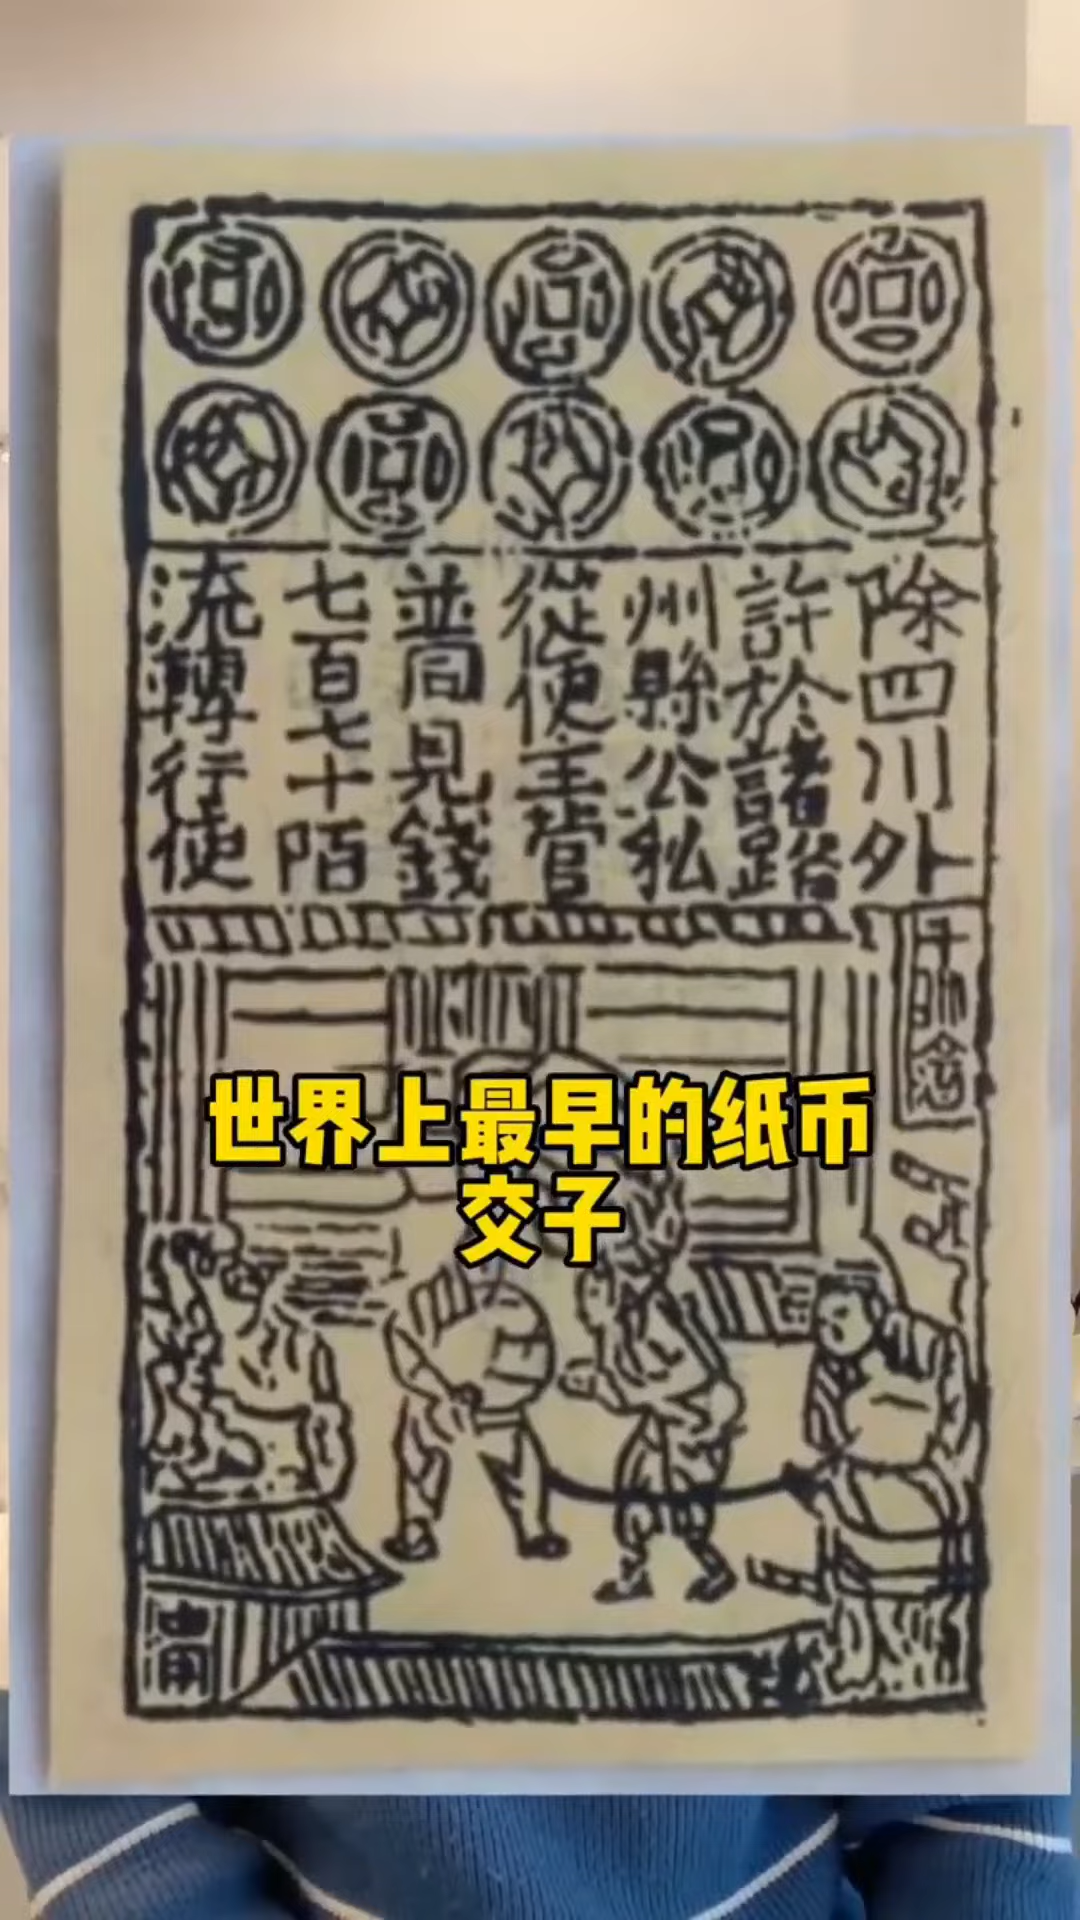 除四川外
許於諸路
州縣公私
從便主管
並同見錢
七百七十陌
流轉行使
世界上最早的纸币
交子